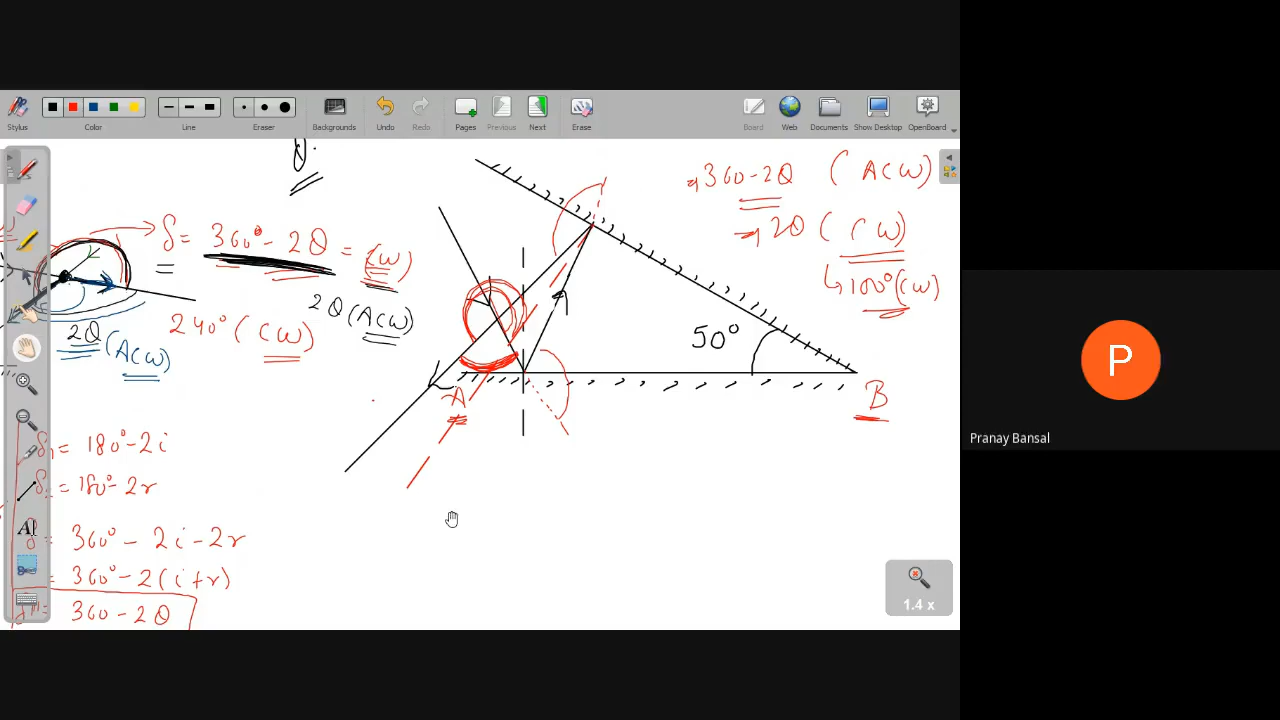 Stylus
Color
Line
Eraser
Backgrounds
Undo
Redo
Pages
Previous
Next
Erase
Board
Web
Documents
Show Desktop
OpenBoard
→ 360-2θ (ACW)
→ 2θ (CW)
↳ 100° (CW)
→ δ = 360° - 2θ = (CW)
=
2θ (ACW)
240° (CW)
2θ (ACW)
50°
A
B
δ₁ = 180° - 2i
= 180° - 2r
= 360° - 2i - 2r
= 360° - 2(i+r)
= 360 - 2θ
1.4 x
P
Pranay Bansal